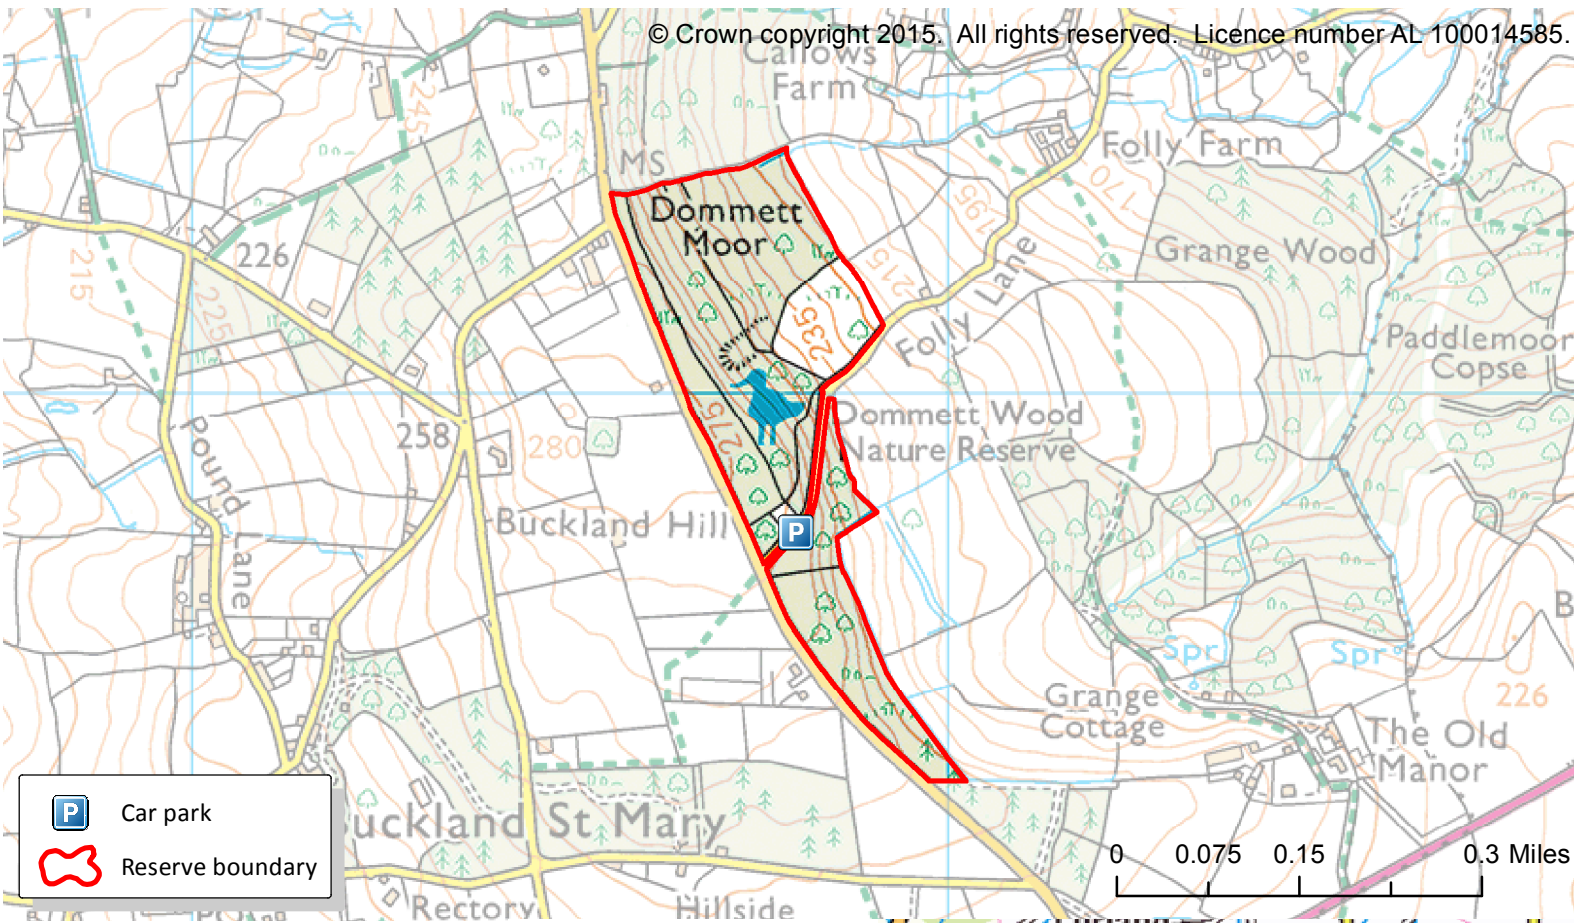 © Crown copyright 2015. All rights reserved. Licence number AL 100014585.
Callows
Farm
245
MS
Folly Farm
170
195
Dommett
Moor
Grange Wood
226
215
225
215
Folly Lane
235
Paddlemoor
Copse
275
Dommett Wood
Nature Reserve
258
280
Pound Lane
Buckland Hill
P
Spr
Spr
B
226
Grange
Cottage
The Old
Manor
P
Car park
Reserve boundary
uckland St Mary
0 0.075 0.15 0.3 Miles
Rectory
Hillside